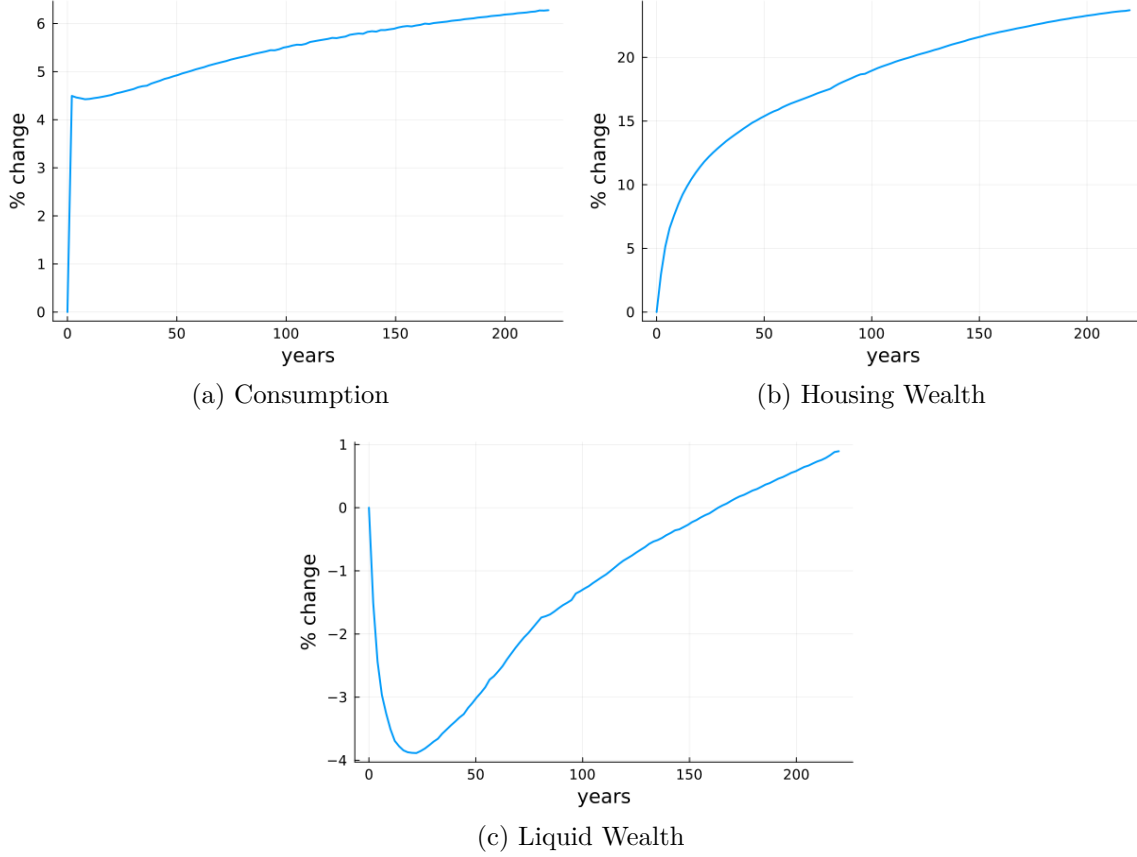 % change
6
5
4
3
2
1
0
0 50 100 150 200
years
(a) Consumption
% change
20
15
10
5
0
0 50 100 150 200
years
(b) Housing Wealth
% change
1
0
−1
−2
−3
−4
0 50 100 150 200
years
(c) Liquid Wealth